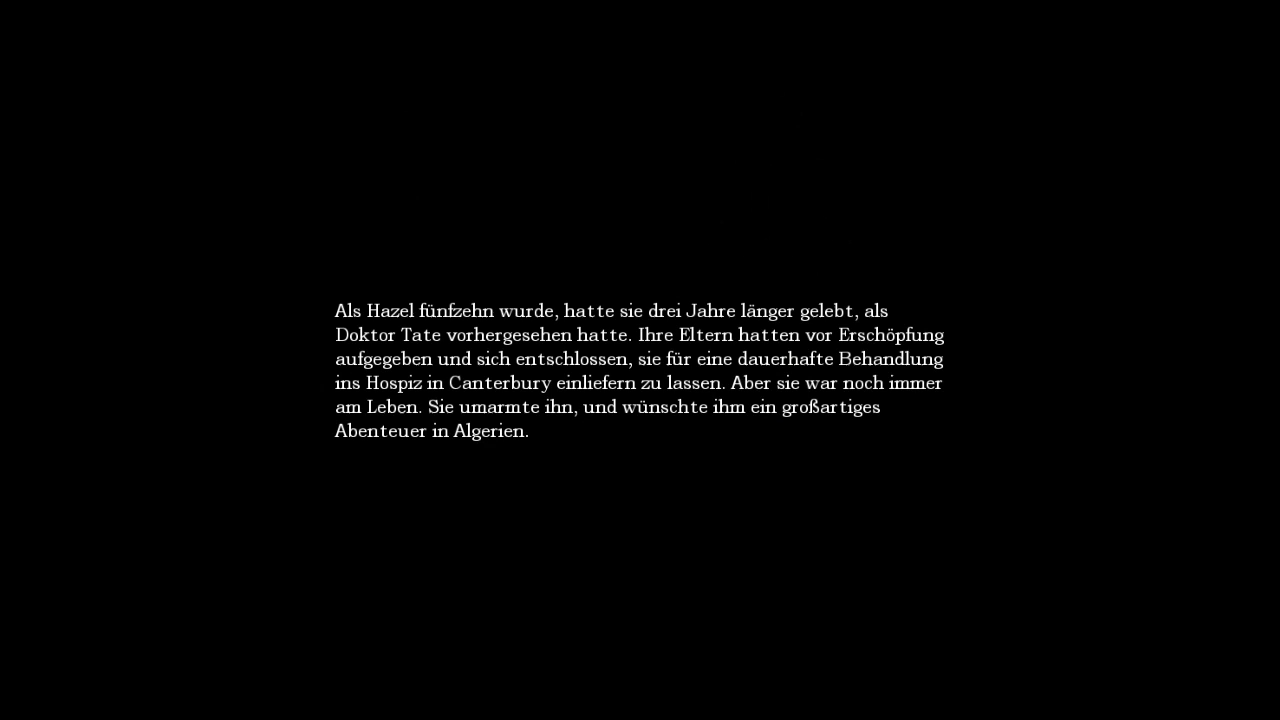 Als Hazel fünfzehn wurde, hatte sie drei Jahre länger gelebt, als
Doktor Tate vorhergesehen hatte. Ihre Eltern hatten vor Erschöpfung
aufgegeben und sich entschlossen, sie für eine dauerhafte Behandlung
ins Hospiz in Canterbury einliefern zu lassen. Aber sie war noch immer
am Leben. Sie umarmte ihn, und wünschte ihm ein großartiges
Abenteuer in Algerien.